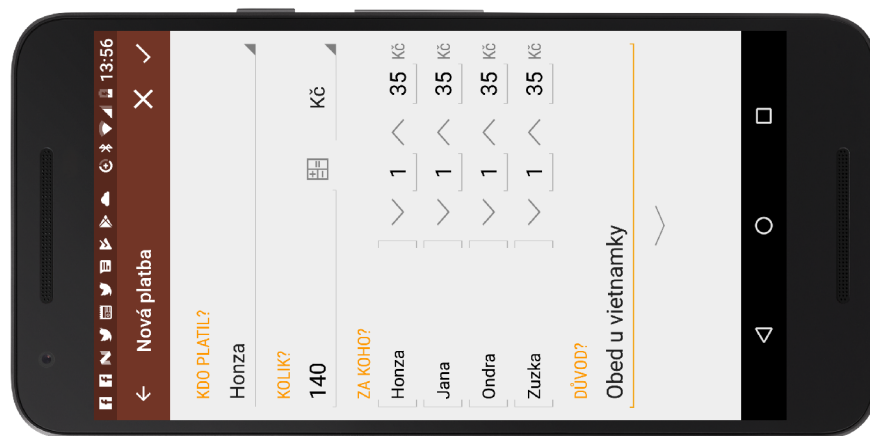 13:56
Nová platba
KDO PLATIL?
Honza
KOLIK?
140 Kč
ZA KOHO?
Honza 1 35 Kč
Jana 1 35 Kč
Ondra 1 35 Kč
Zuzka 1 35 Kč
DŮVOD?
Obed u vietnamky